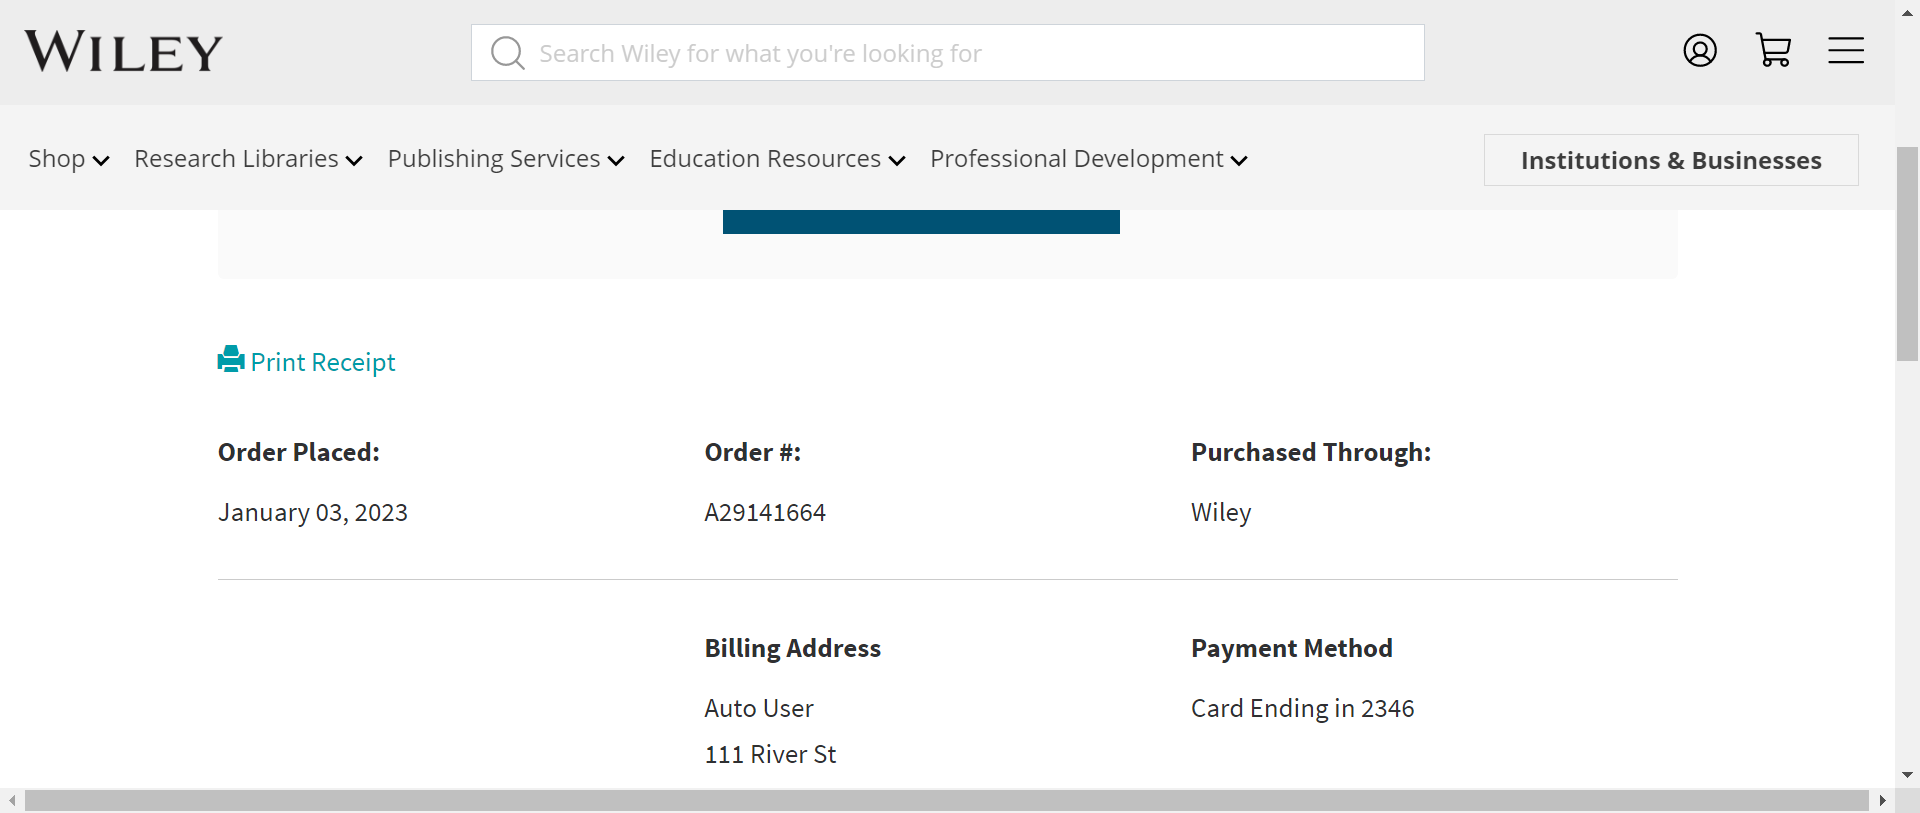 WILEY
Search Wiley for what you're looking for
Shop Research Libraries Publishing Services Education Resources Professional Development Institutions & Businesses
Print Receipt
Order Placed: Order #: Purchased Through:
January 03, 2023 A29141664 Wiley
Billing Address Payment Method
Auto User Card Ending in 2346
111 River St